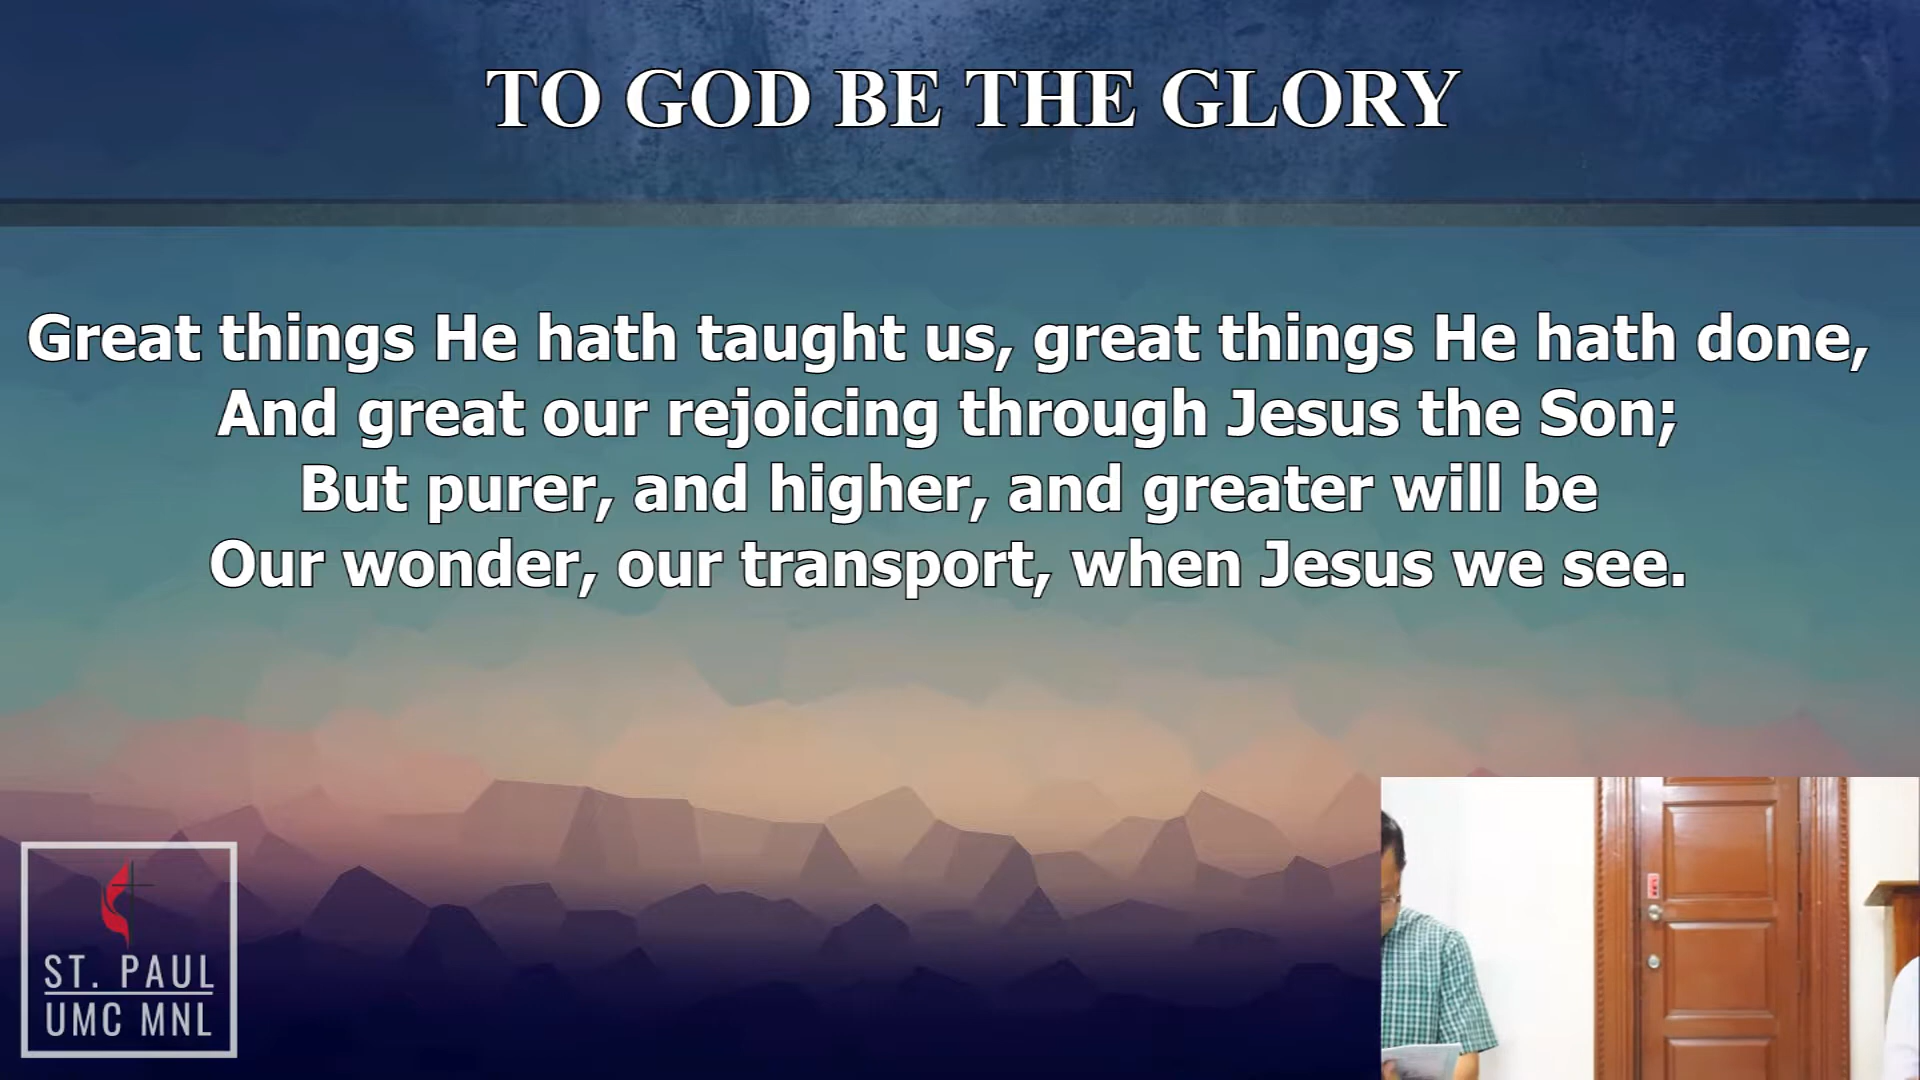 TO GOD BE THE GLORY
Great things He hath taught us, great things He hath done,
And great our rejoicing through Jesus the Son;
But purer, and higher, and greater will be
Our wonder, our transport, when Jesus we see.
ST. PAUL
UMC MNL